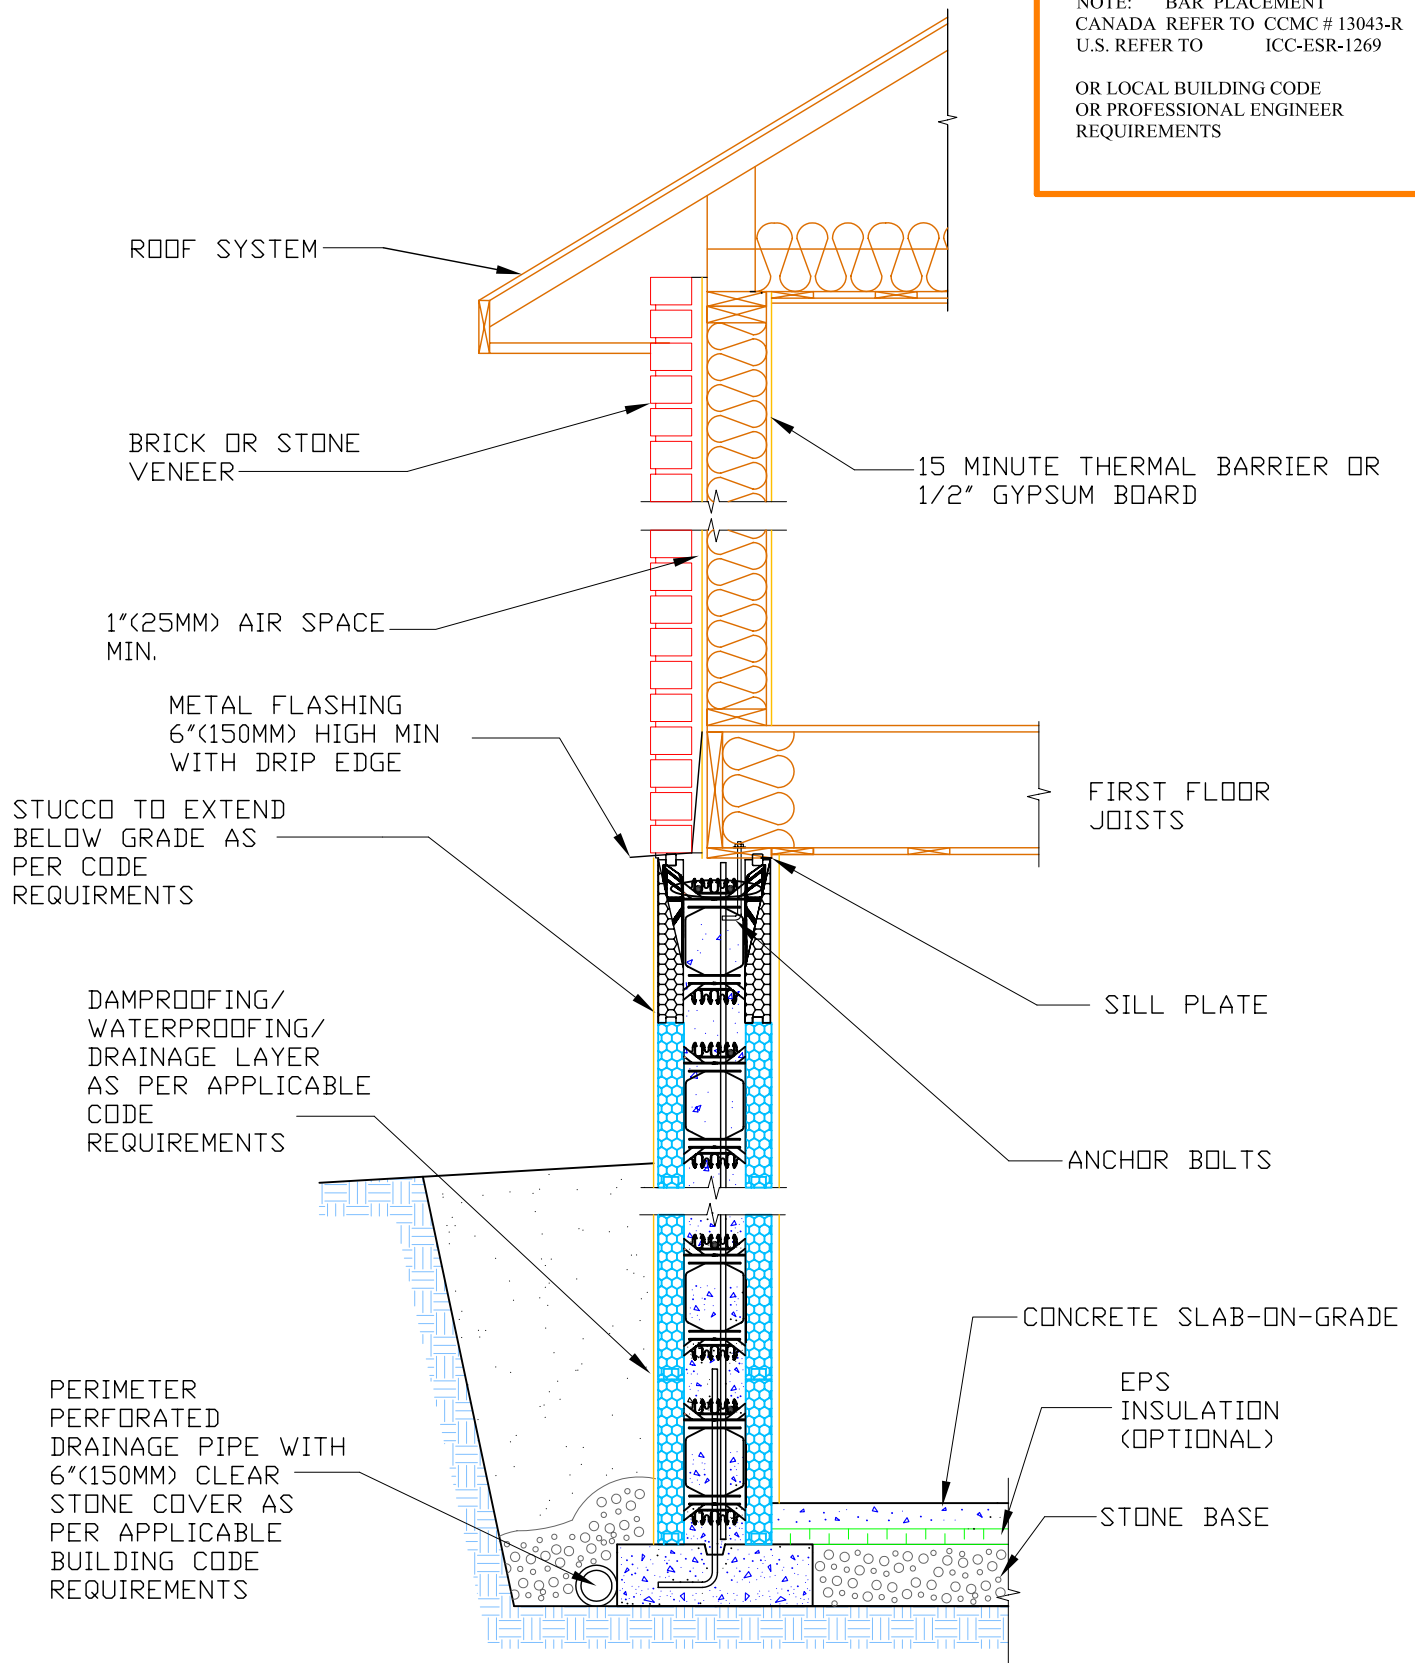 NOTE: BAR PLACEMENT
CANADA REFER TO CCMC # 13043-R
U.S. REFER TO ICC-ESR-1269
OR LOCAL BUILDING CODE
OR PROFESSIONAL ENGINEER
REQUIREMENTS
ROOF SYSTEM
BRICK OR STONE
VENEER
15 MINUTE THERMAL BARRIER OR
1/2" GYPSUM BOARD
1"(25MM) AIR SPACE
MIN.
METAL FLASHING
6"(150MM) HIGH MIN
WITH DRIP EDGE
FIRST FLOOR
JOISTS
STUCCO TO EXTEND
BELOW GRADE AS
PER CODE
REQUIRMENTS
DAMPROOFING/
WATERPROOFING/
DRAINAGE LAYER
AS PER APPLICABLE
CODE
REQUIREMENTS
SILL PLATE
ANCHOR BOLTS
CONCRETE SLAB-ON-GRADE
EPS
INSULATION
(OPTIONAL)
STONE BASE
PERIMETER
PERFORATED
DRAINAGE PIPE WITH
6"(150MM) CLEAR
STONE COVER AS
PER APPLICABLE
BUILDING CODE
REQUIREMENTS